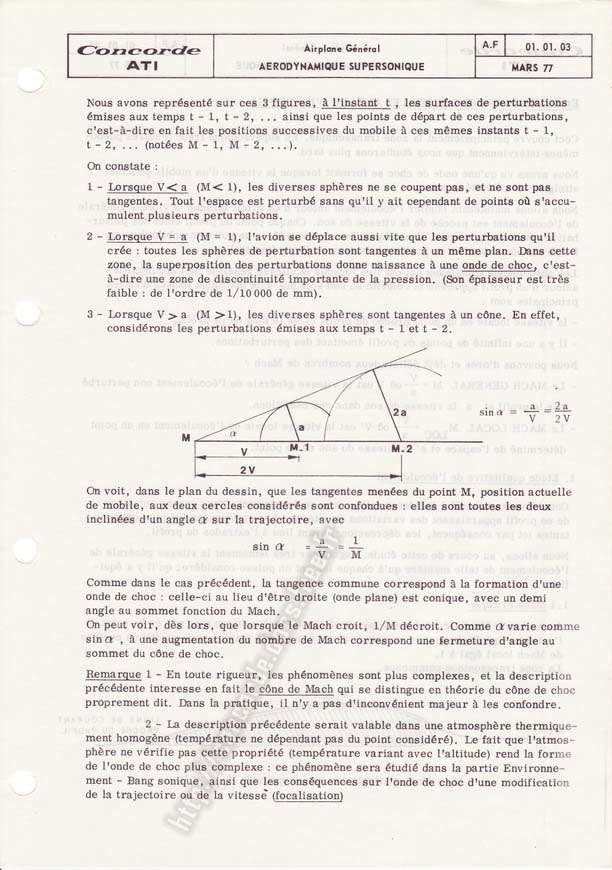 Concorde
ATI
Airplane Général
AERODYNAMIQUE SUPERSONIQUE
A.F
01. 01. 03
MARS 77
Nous avons représenté sur ces 3 figures, à l'instant t , les surfaces de perturbations
émises aux temps t - 1, t - 2, ... ainsi que les points de départ de ces perturbations,
c'est-à-dire en fait les positions successives du mobile à ces mêmes instants t - 1,
t - 2, ... (notées M - 1, M - 2, ...).
On constate :
1 - Lorsque V < a (M < 1), les diverses sphères ne se coupent pas, et ne sont pas
tangentes. Tout l'espace est perturbé sans qu'il y ait cependant de points où s'accu-
mulent plusieurs perturbations.
2 - Lorsque V = a (M = 1), l'avion se déplace aussi vite que les perturbations qu'il
crée : toutes les sphères de perturbation sont tangentes à un même plan. Dans cette
zone, la superposition des perturbations donne naissance à une onde de choc, c'est-
à-dire une zone de discontinuité importante de la pression. (Son épaisseur est très
faible : de l'ordre de 1/10 000 de mm).
3 - Lorsque V > a (M > 1), les diverses sphères sont tangentes à un cône. En effet,
considérons les perturbations émises aux temps t - 1 et t - 2.
M α a 2a M-1 M-2
V
2V
sin α = a/V = 2a/2V
On voit, dans le plan du dessin, que les tangentes menées du point M, position actuelle
de mobile, aux deux cercles considérés sont confondues : elles sont toutes les deux
inclinées d'un angle α sur la trajectoire, avec
sin α = a/V = 1/M
Comme dans le cas précédent, la tangence commune correspond à la formation d'une
onde de choc : celle-ci au lieu d'être droite (onde plane) est conique, avec un demi
angle au sommet fonction du Mach.
On peut voir, dès lors, que lorsque le Mach croit, 1/M décroit. Comme α varie comme
sin α , à une augmentation du nombre de Mach correspond une fermeture d'angle au
sommet du cône de choc.
Remarque 1 - En toute rigueur, les phénomènes sont plus complexes, et la description
précédente interesse en fait le cône de Mach qui se distingue en théorie du cône de choc
proprement dit. Dans la pratique, il n'y a pas d'inconvénient majeur à les confondre.
2 - La description précédente serait valable dans une atmosphère thermique-
ment homogène (température ne dépendant pas du point considéré). Le fait que l'atmos-
phère ne vérifie pas cette propriété (température variant avec l'altitude) rend la forme
de l'onde de choc plus complexe : ce phénomène sera étudié dans la partie Environne-
ment - Bang sonique, ainsi que les conséquences sur l'onde de choc d'une modification
de la trajectoire ou de la vitesse (focalisation)